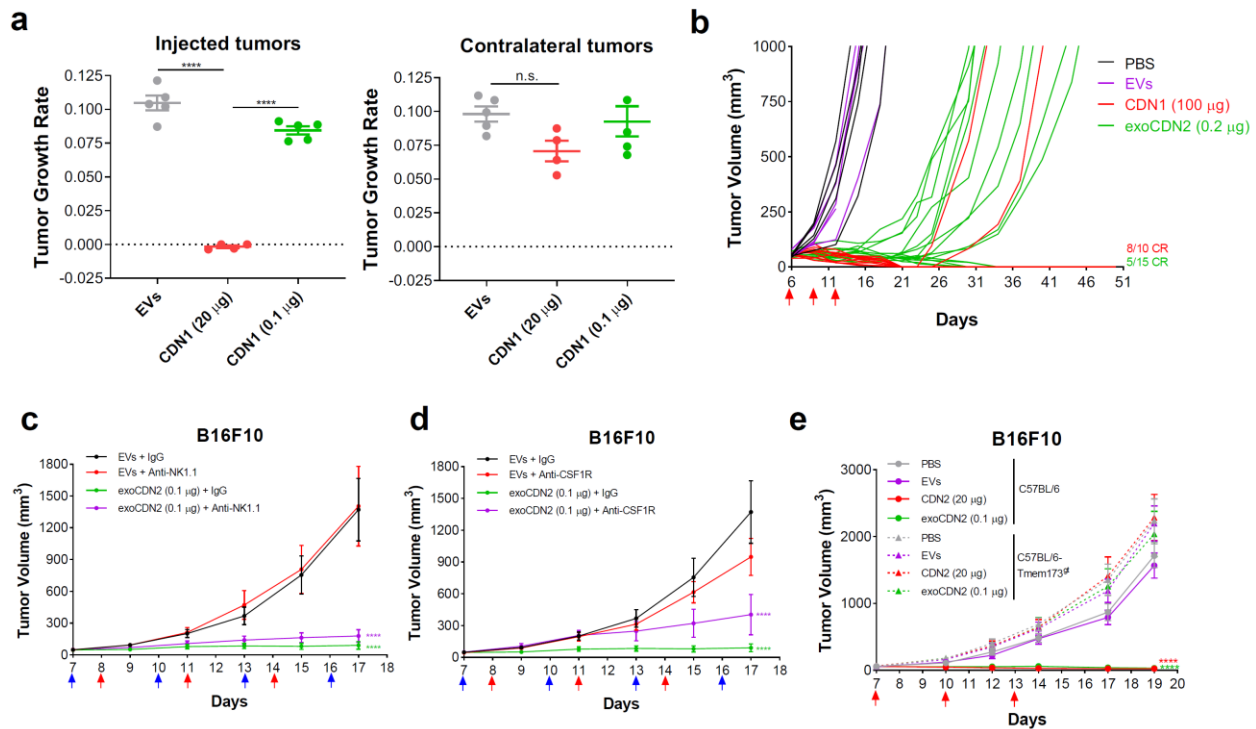 a
Injected tumors
****
****
Tumor Growth Rate
0.125
0.100
0.075
0.050
0.025
0.000
-0.025
EVs
CDN1 (20 µg)
CDN1 (0.1 µg)
Contralateral tumors
n.s.
Tumor Growth Rate
0.125
0.100
0.075
0.050
0.025
0.000
-0.025
EVs
CDN1 (20 µg)
CDN1 (0.1 µg)
b
Tumor Volume (mm³)
1000
750
500
250
0
6 11 16 21 26 31 36 41 46 51
Days
PBS
EVs
CDN1 (100 µg)
exoCDN2 (0.2 µg)
8/10 CR
5/15 CR
c
B16F10
EVs + IgG
EVs + Anti-NK1.1
exoCDN2 (0.1 µg) + IgG
exoCDN2 (0.1 µg) + Anti-NK1.1
Tumor Volume (mm³)
1800
1500
1200
900
600
300
0
****
****
7 8 9 10 11 12 13 14 15 16 17 18
Days
d
B16F10
EVs + IgG
EVs + Anti-CSF1R
exoCDN2 (0.1 µg) + IgG
exoCDN2 (0.1 µg) + Anti-CSF1R
Tumor Volume (mm³)
1800
1500
1200
900
600
300
0
****
****
7 8 9 10 11 12 13 14 15 16 17 18
Days
e
B16F10
PBS
EVs
CDN2 (20 µg)
exoCDN2 (0.1 µg)
C57BL/6
PBS
EVs
CDN2 (20 µg)
exoCDN2 (0.1 µg)
C57BL/6-
Tmem173gt
Tumor Volume (mm³)
3000
2000
1000
0
****
****
7 8 9 10 11 12 13 14 15 16 17 18 19 20
Days